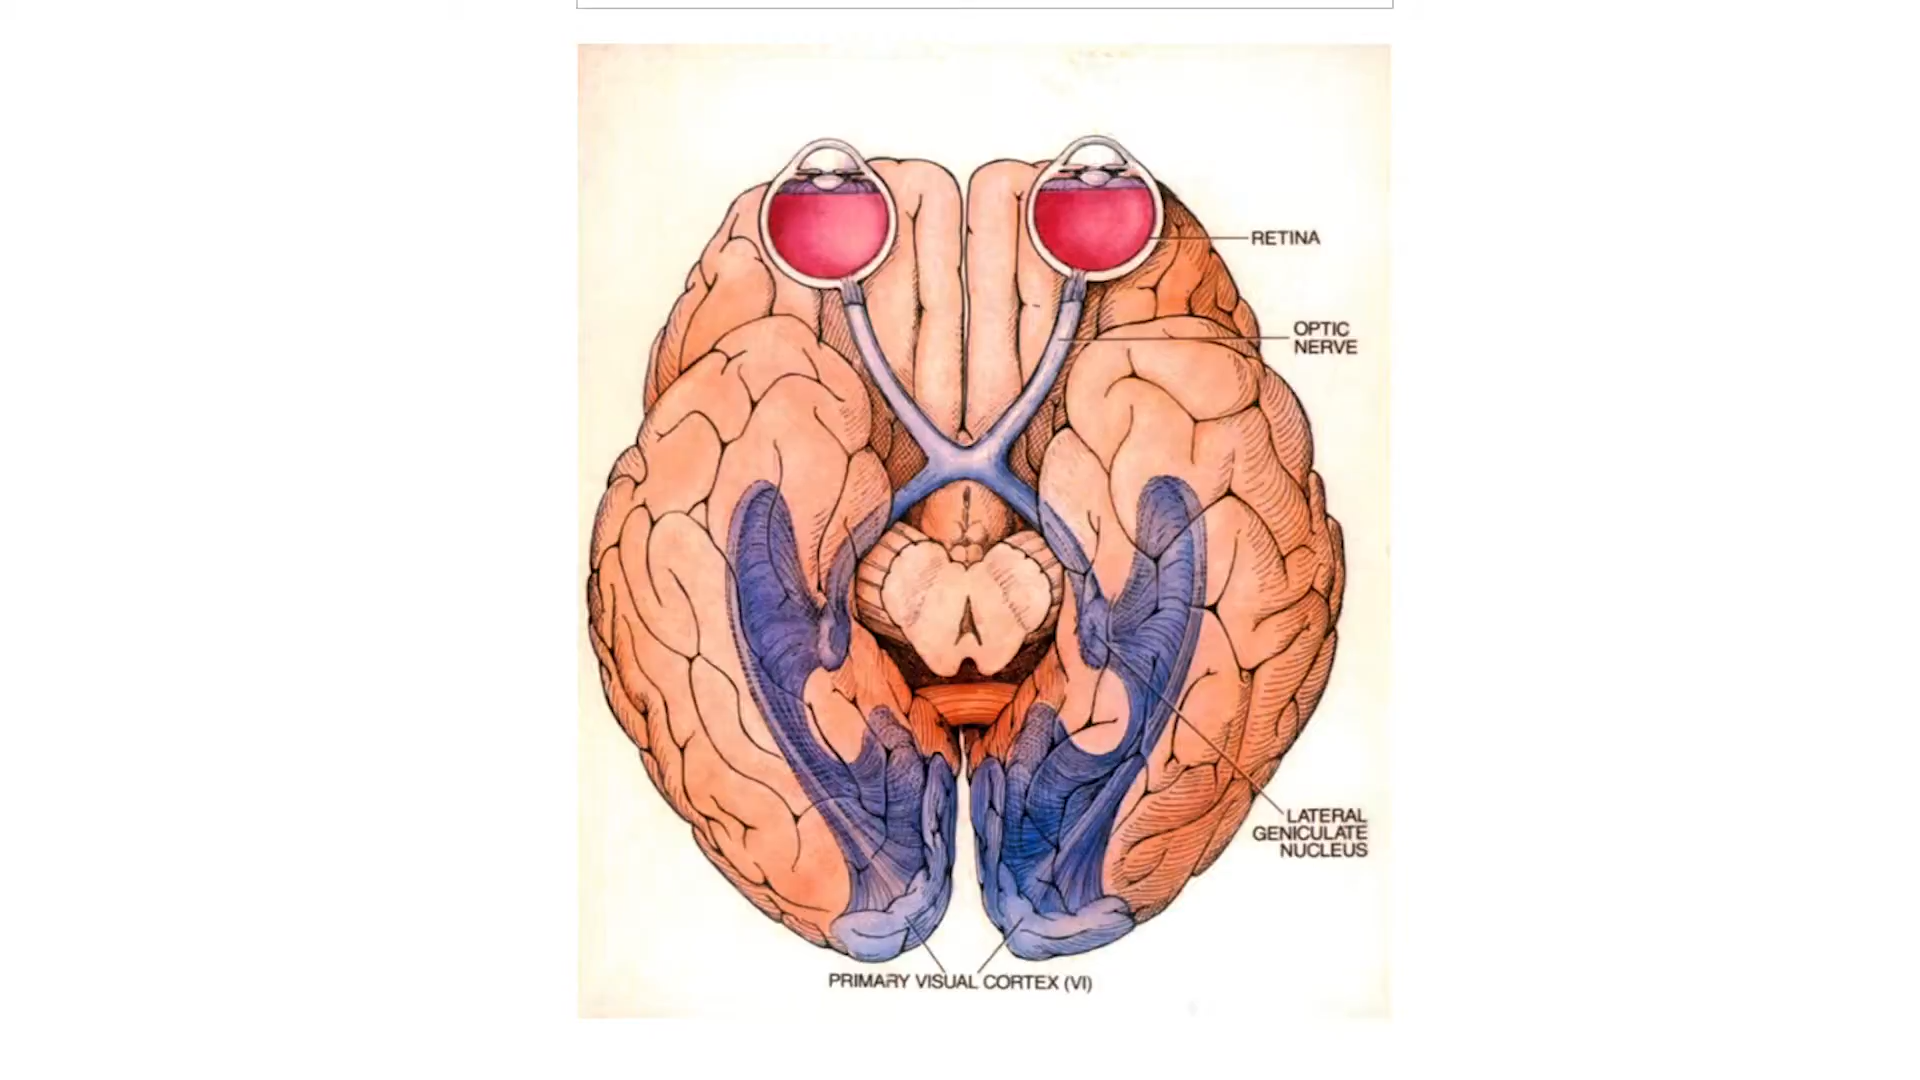 RETINA
OPTIC
NERVE
LATERAL
GENICULATE
NUCLEUS
PRIMARY VISUAL CORTEX (VI)